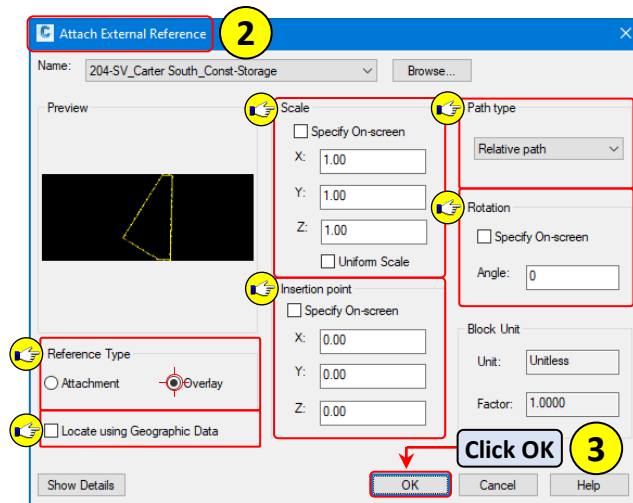 C Attach External Reference
2
Name: 204-SV_Carter South_Const-Storage Browse...
Preview
Scale
Specify On-screen
X: 1.00
Y: 1.00
Z: 1.00
Uniform Scale
Path type
Relative path
Rotation
Specify On-screen
Angle: 0
Insertion point
Specify On-screen
X: 0.00
Y: 0.00
Z: 0.00
Block Unit
Unit: Unitless
Factor: 1.0000
Reference Type
Attachment Overlay
Locate using Geographic Data
Click OK 3
Show Details OK Cancel Help